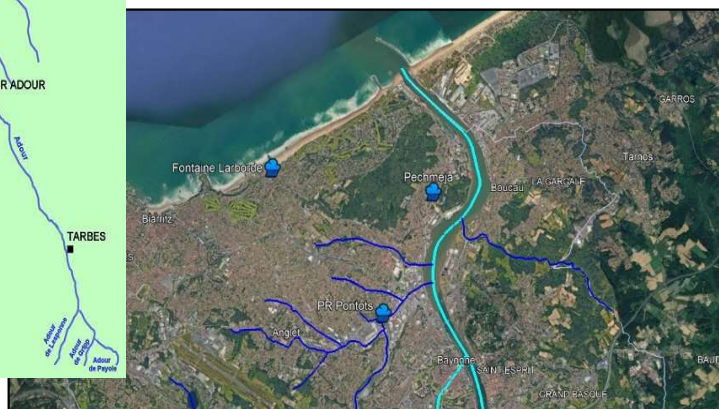 R ADOUR
Adour
TARBES
Adour
de Lesponne
Adour
de Gripp
Adour
de Payole
GARROS
Tarnos
Fontaine Larborde
Pechmeja
Boucau
LA GARGALE
Biarritz
PR Pontots
Anglet
Bayonne
SAINT ESPRIT
BAUD
GRAND BASQUE